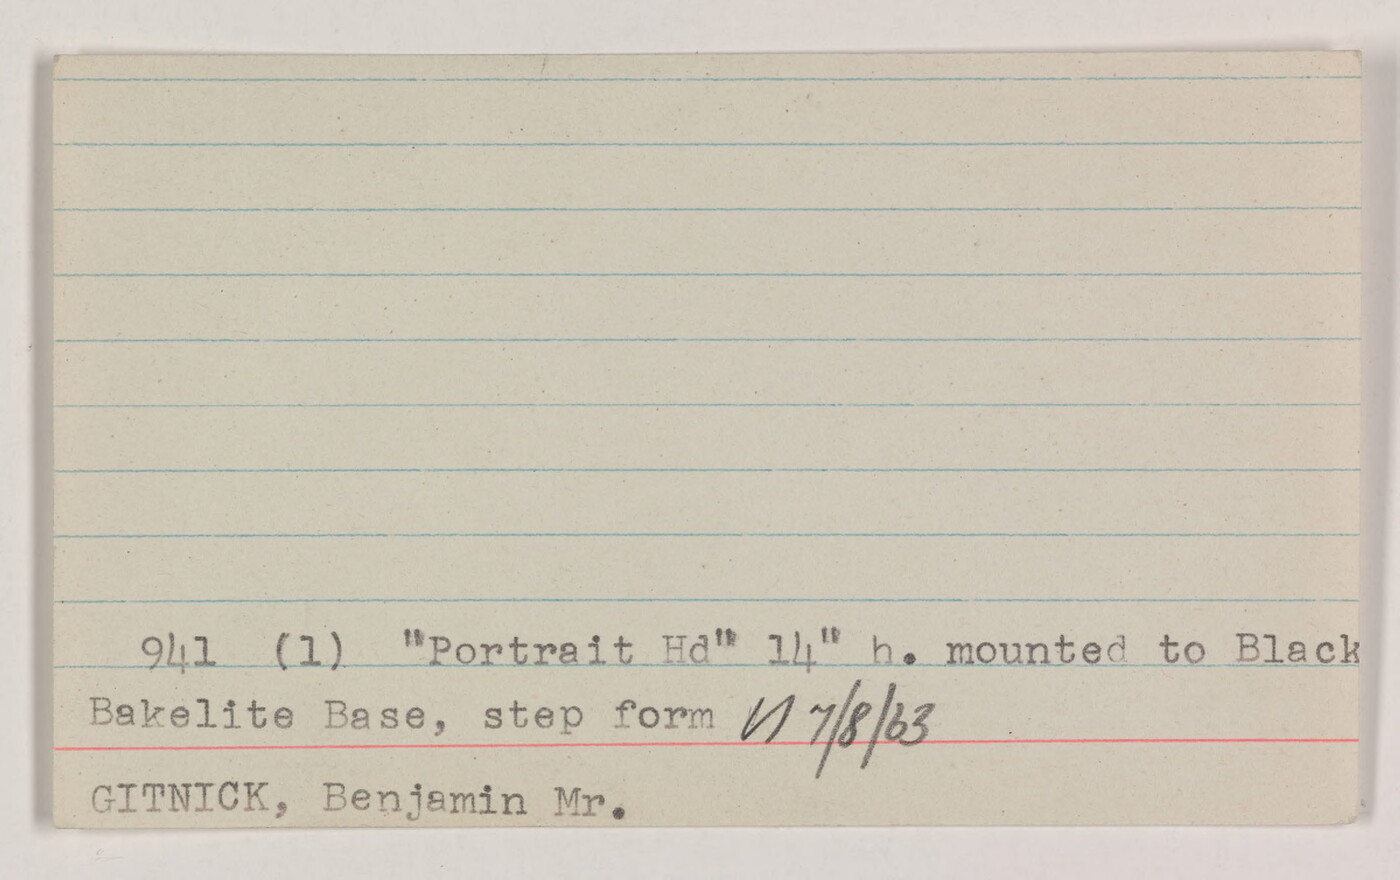 941 (1) "Portrait Hd" 14" h. mounted to Black
Bakelite Base, step form 7/8/63
GITNICK, Benjamin Mr.